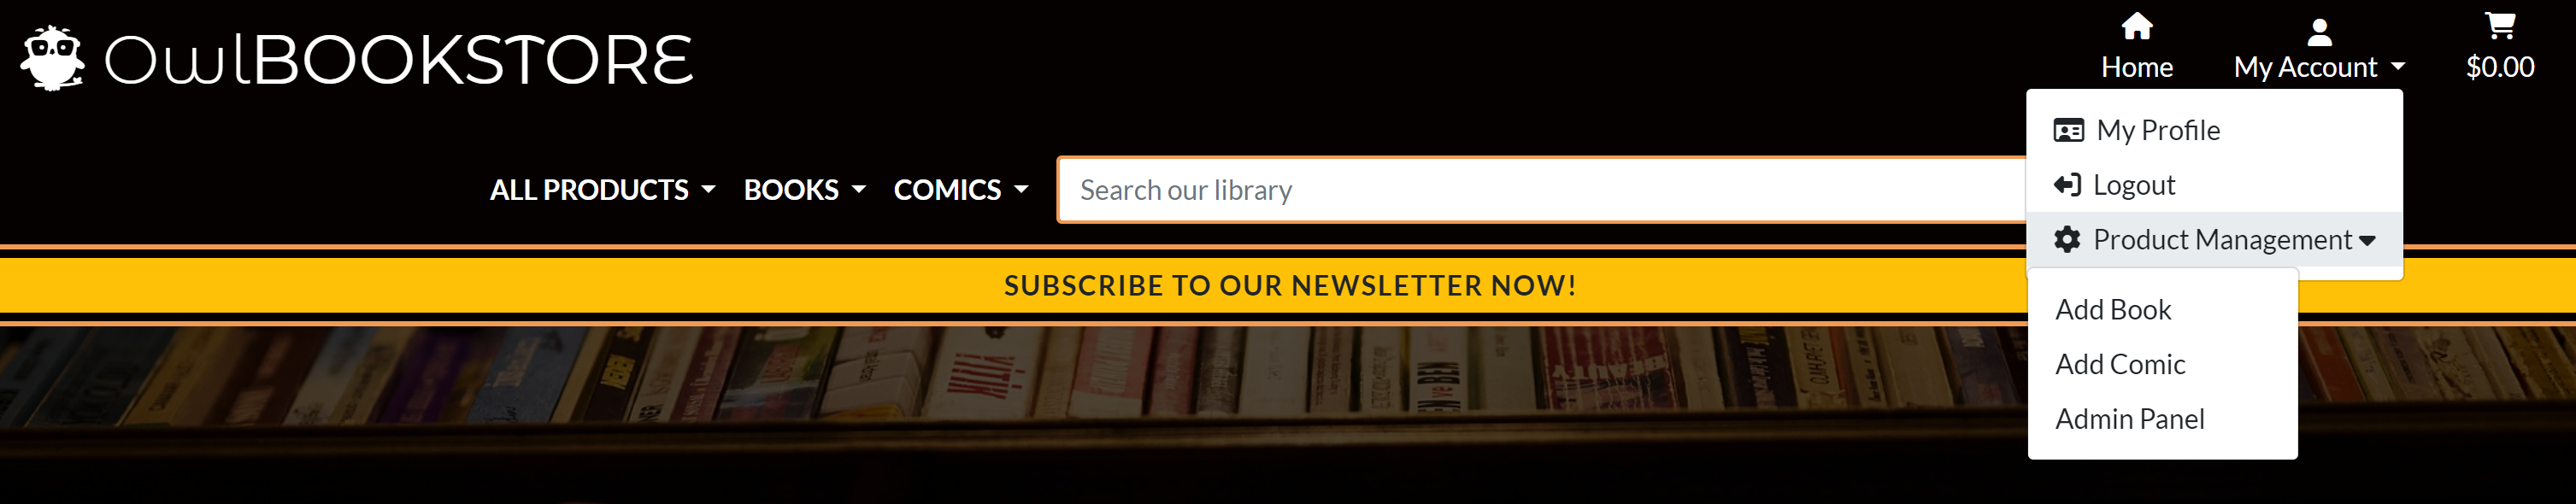 OwlBOOKSTORE
Home
My Account
$0.00
My Profile
Logout
Product Management
ALL PRODUCTS
BOOKS
COMICS
Search our library
SUBSCRIBE TO OUR NEWSLETTER NOW!
Add Book
Add Comic
Admin Panel
BEAUTY